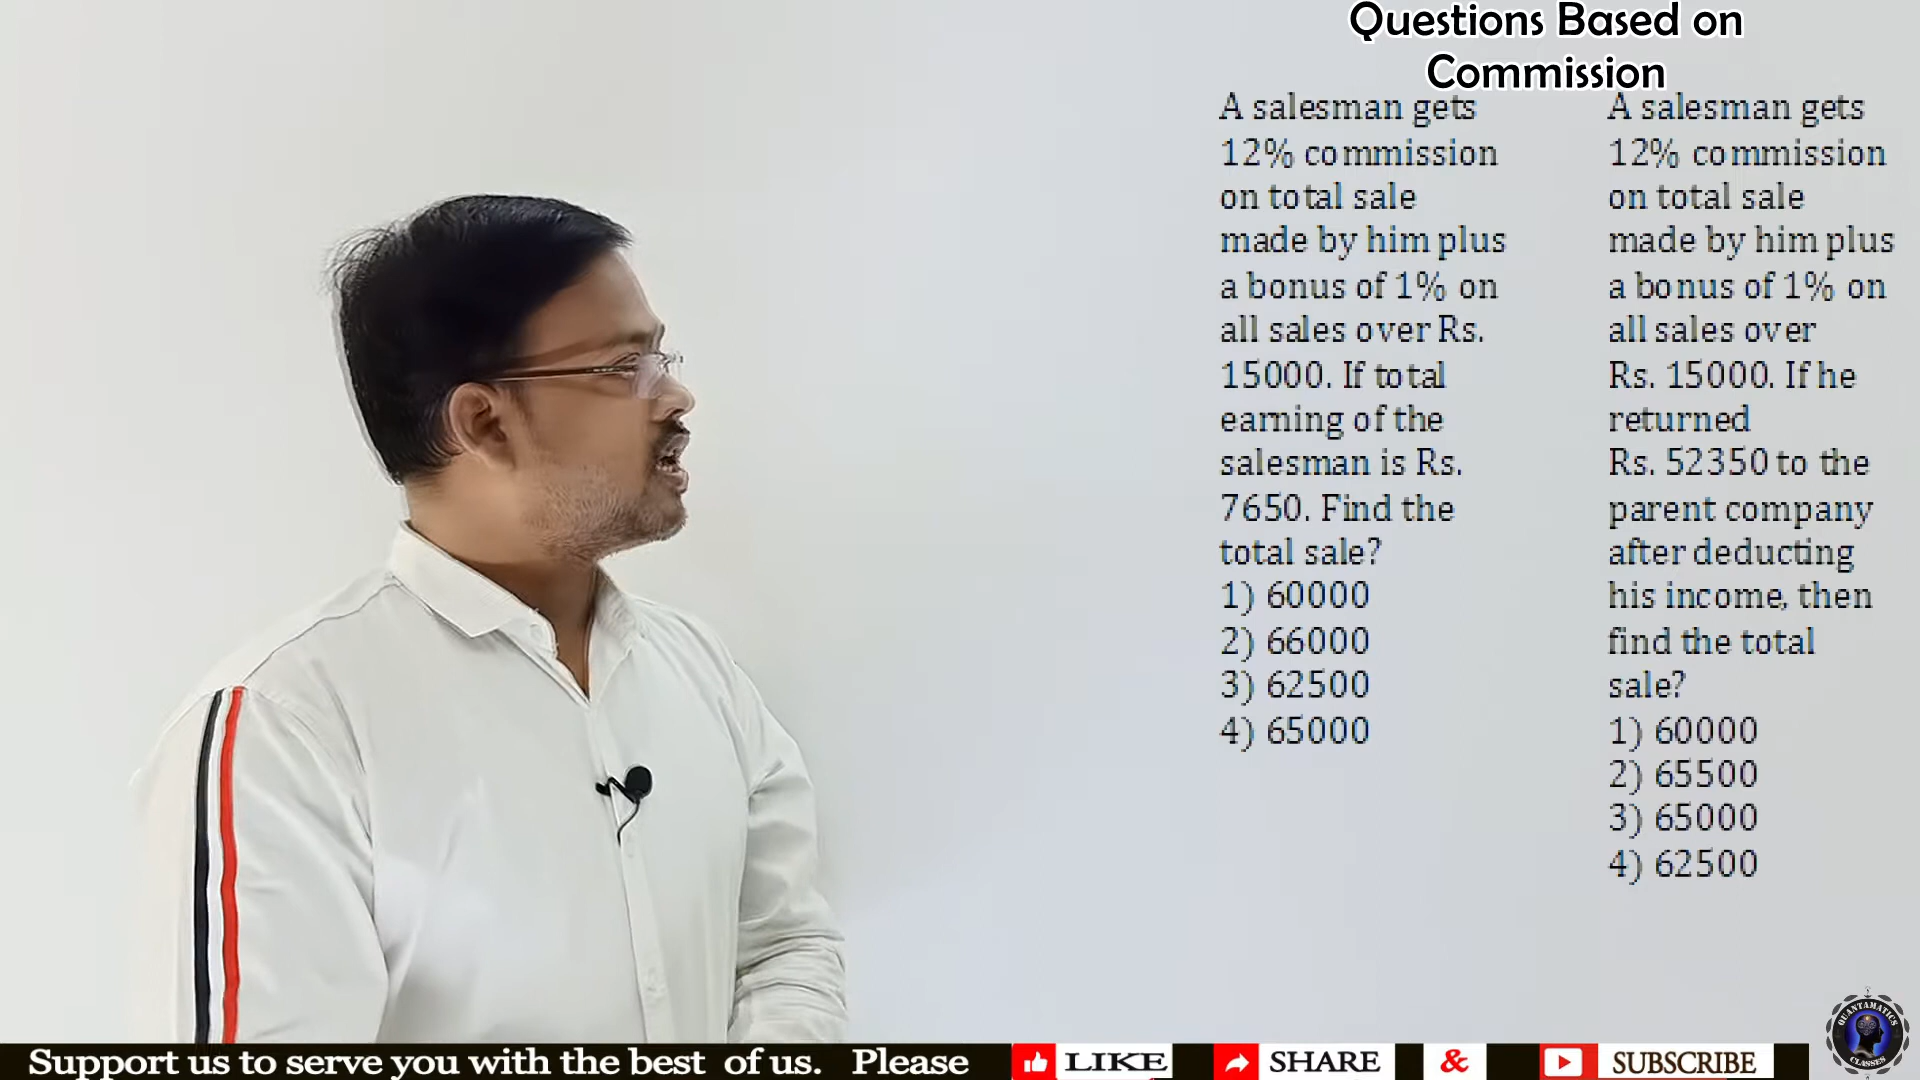 Questions Based on
Commission
A salesman gets
12% commission
on total sale
made by him plus
a bonus of 1% on
all sales over Rs.
15000. If total
earning of the
salesman is Rs.
7650. Find the
total sale?
1) 60000
2) 66000
3) 62500
4) 65000
A salesman gets
12% commission
on total sale
made by him plus
a bonus of 1% on
all sales over
Rs. 15000. If he
returned
Rs. 52350 to the
parent company
after deducting
his income, then
find the total
sale?
1) 60000
2) 65500
3) 65000
4) 62500
QUANTAMATICS
CLASSES
Support us to serve you with the best of us. Please LIKE SHARE & SUBSCRIBE